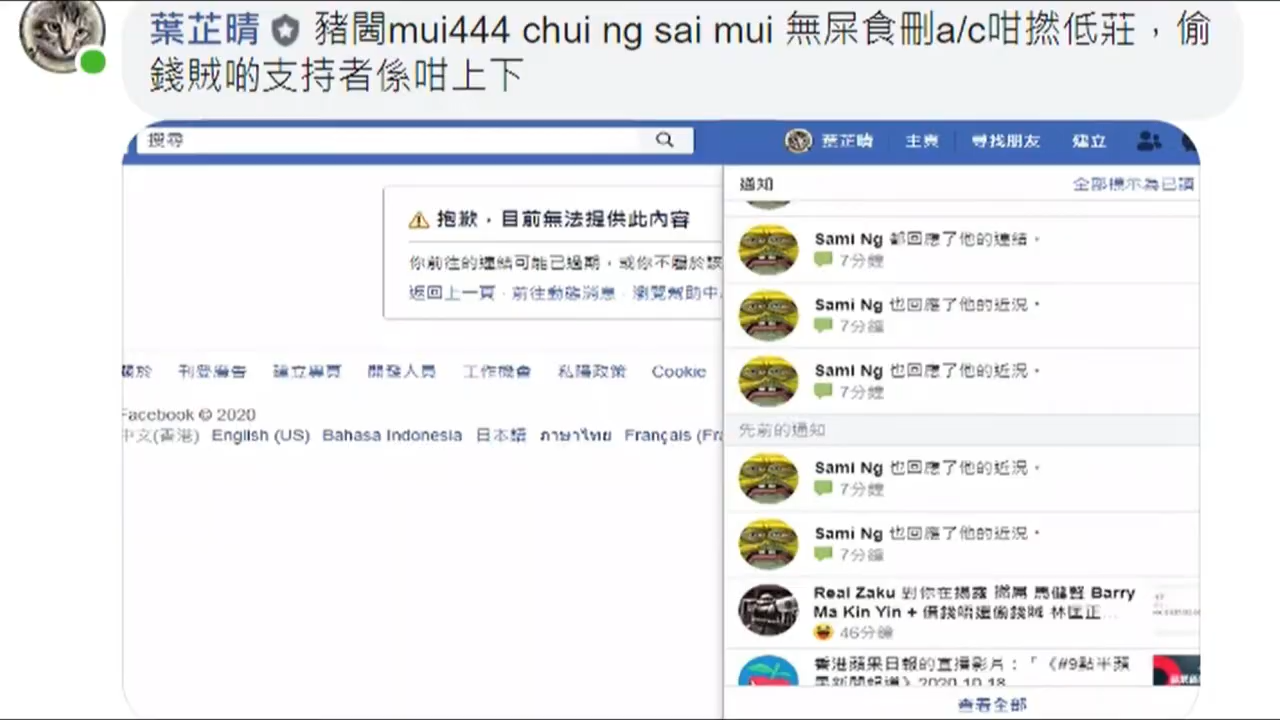 葉芷晴 豬閪mui444 chui ng sai mui 無屎食刪a/c咁撚低莊，偷
錢賊啲支持者係咁上下
搜尋
葉芷晴 主頁 尋找朋友 建立
抱歉，目前無法提供此內容
你前往的連結可能已過期，或你不屬於該
返回上一頁 · 前往動態消息 · 瀏覽幫助中
關於 刊登廣告 建立專頁 開發人員 工作機會 私隱政策 Cookie
Facebook © 2020
中文(香港) English (US) Bahasa Indonesia 日本語 ภาษาไทย Français (Fra
通知 全部標示為已讀
Sami Ng 都回應了他的連結。
7分鐘
Sami Ng 也回應了他的近況。
7分鐘
Sami Ng 也回應了他的近況。
7分鐘
先前的通知
Sami Ng 也回應了他的近況。
7分鐘
Sami Ng 也回應了他的近況。
7分鐘
Real Zaku 對你在揭露 馬健賢 Barry
Ma Kin Yin + 借錢唔還偷錢賊 林匡正...
46分鐘
香港蘋果日報的直播影片：「《#9點半蘋
果新聞報道》2020.10.18
查看全部